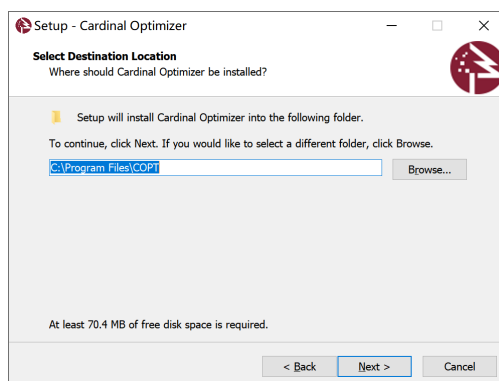 Setup - Cardinal Optimizer
Select Destination Location
Where should Cardinal Optimizer be installed?
Setup will install Cardinal Optimizer into the following folder.
To continue, click Next. If you would like to select a different folder, click Browse.
C:\Program Files\COPT
Browse...
At least 70.4 MB of free disk space is required.
< Back Next > Cancel